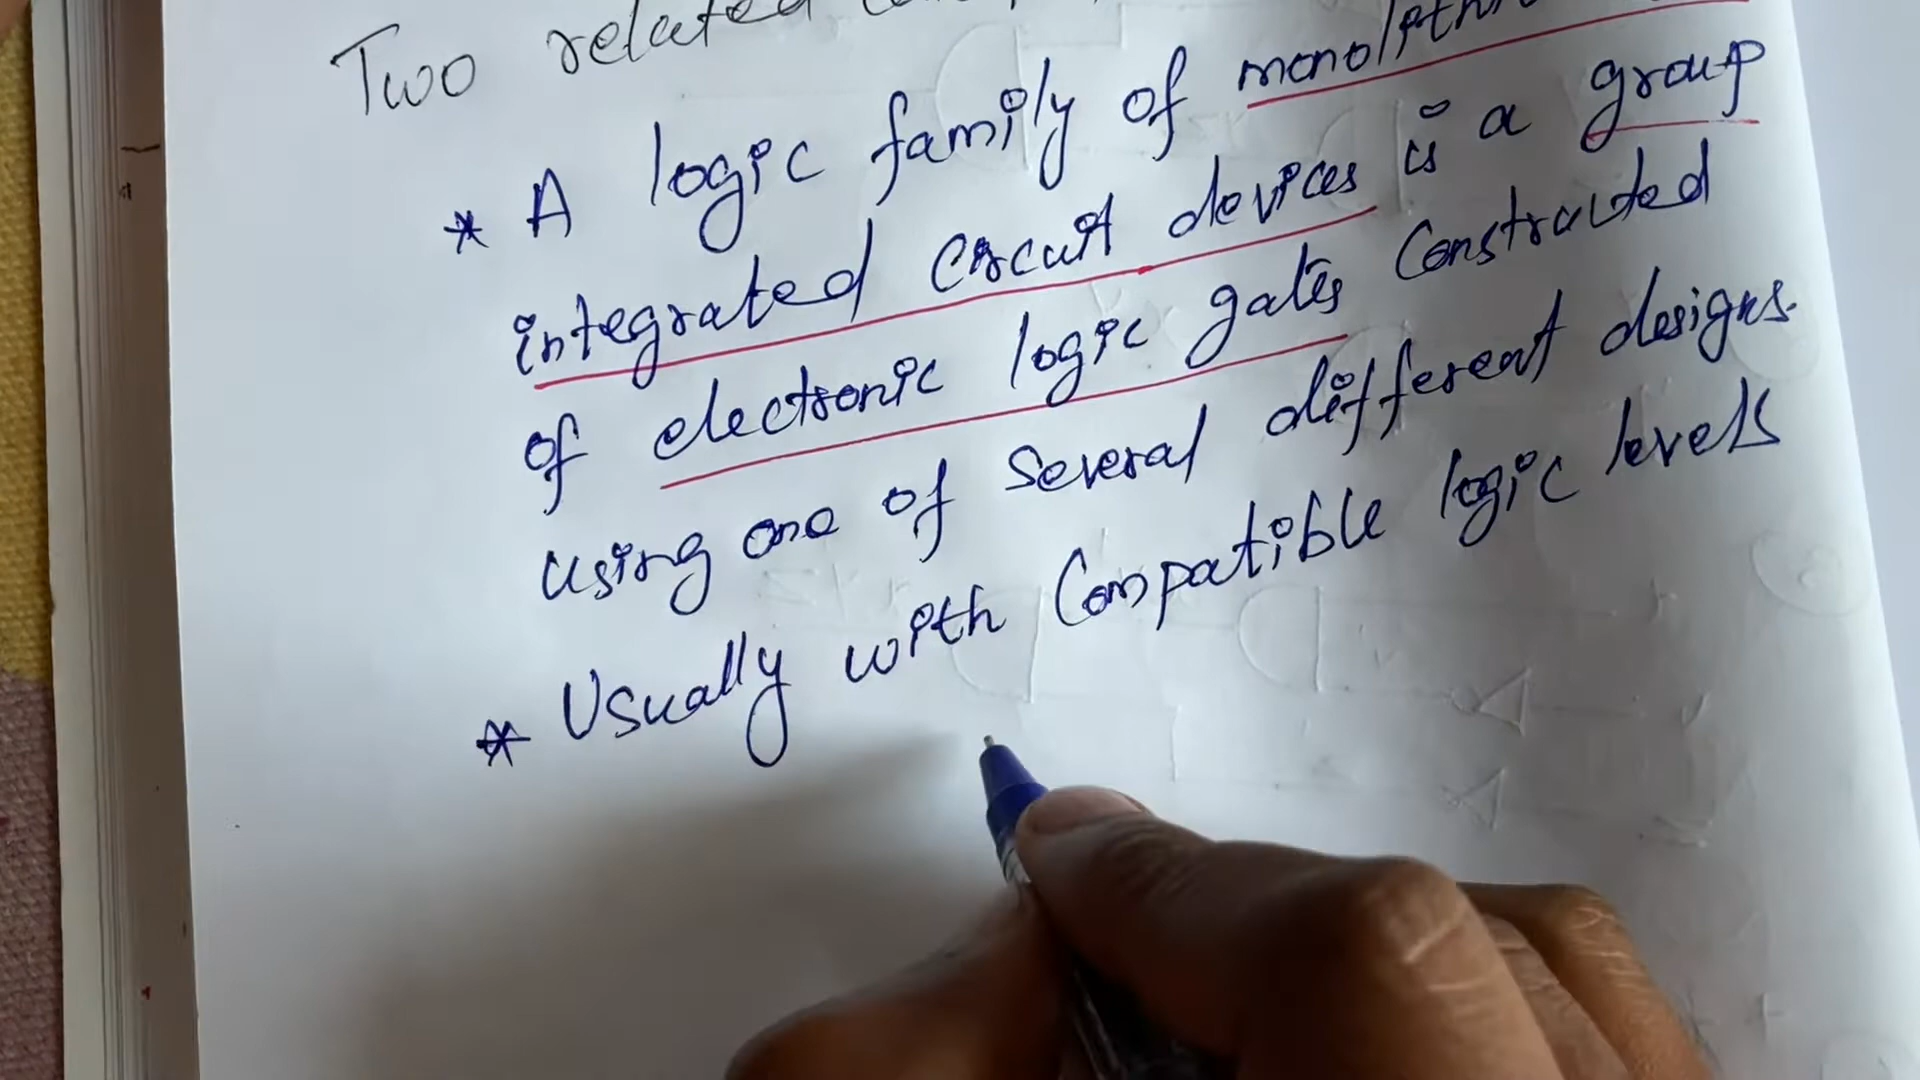 Two related
* A logic family of
integrated circuit devices is a group
of electronic logic gates constructed
using one of several different designs.
* Usually with compatible logic levels